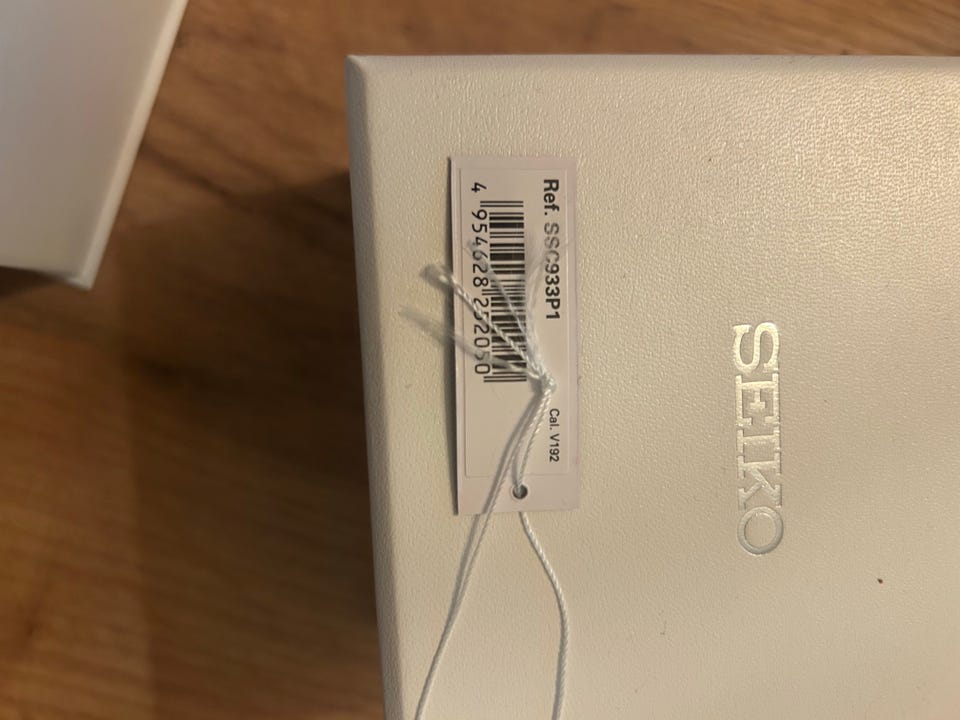 Ref. SSC933P1 Cal. V192
4 954628 252050
SEIKO